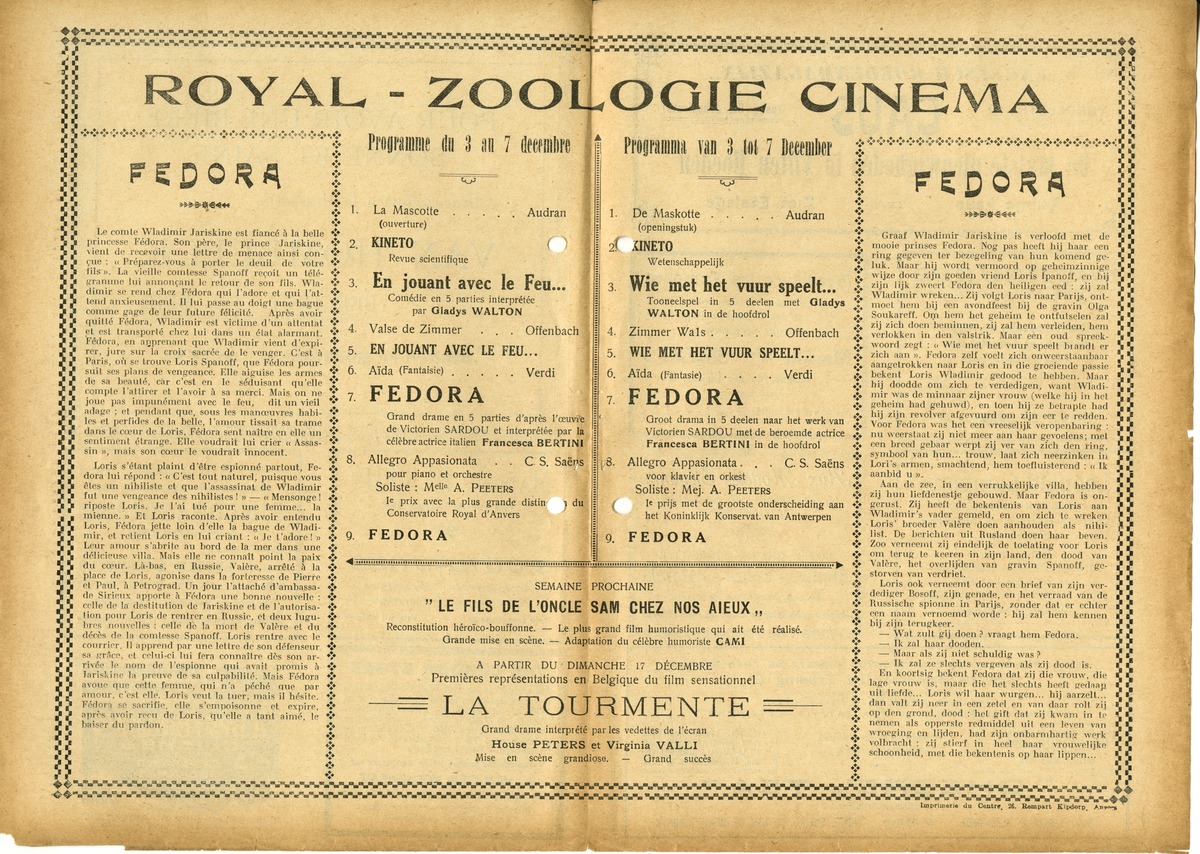 ROYAL - ZOOLOGIE CINEMA
FEDORA
Le comte Wladimir Jariskine est fiancé à la belle
princesse Fédora. Son père, le prince Jariskine,
vient de recevoir une lettre de menace ainsi con-
çue : « Préparez-vous à porter le deuil de votre
fils ». La vieille comtesse Spanoff reçoit un télé-
gramme lui annonçant le retour de son fils. Wla-
dimir se rend chez Fédora qui l'adore et qui l'at-
tend anxieusement. Il lui passe au doigt une bague
comme gage de leur future félicité. Après avoir
quitté Fédora, Wladimir est victime d'un attentat
et est transporté chez lui dans un état alarmant.
Fédora, en apprenant que Wladimir vient d'expi-
rer, jure sur la croix sacrée de le venger. C'est à
Paris, où se trouve Loris Spanoff, que Fédora pour-
suit ses plans de vengeance. Elle aiguise les armes
de sa beauté, car c'est en le séduisant qu'elle
compte l'attirer et l'avoir à sa merci. Mais on ne
joue pas impunément avec le feu, dit un vieil
adage ; et pendant que, sous les manœuvres habi-
les et perfides de la belle, l'amour tissait sa trame
dans le cœur de Loris, Fédora sent naître en elle un
sentiment étrange. Elle voudrait lui crier « Assas-
sin », mais son cœur le voudrait innocent.
Loris s'étant plaint d'être espionné partout, Fe-
dora lui répond : « C'est tout naturel, puisque vous
êtes un nihiliste et que l'assassinat de Wladimir
fut une vengeance des nihilistes ! » — « Mensonge !
riposte Loris. Je l'ai tué pour une femme... la
mienne. » Et Loris raconte. Après avoir entendu
Loris, Fédora jette loin d'elle la bague de Wladi-
mir, et retient Loris en lui criant : « Je t'adore ! »
Leur amour s'abrite au bord de la mer dans une
délicieuse villa. Mais elle ne connaît point la paix
du cœur. Là-bas, en Russie, Valère, arrêté à la
place de Loris, agonise dans la forteresse de Pierre
et Paul, à Petrograd. Un jour l'attaché d'ambassa-
de Sirieux apporte à Fédora une bonne nouvelle :
celle de la destitution de Jariskine et de l'autorisa-
tion pour Loris de rentrer en Russie, et deux lugu-
bres nouvelles : celle de la mort de Valère et du
décès de la comtesse Spanoff. Loris rentre avec le
courrier. Il apprend par une lettre de son défenseur
sa grâce, et celui-ci lui fera connaître dès son ar-
rivée le nom de l'espionne qui avait promis à
Jariskine la preuve de sa culpabilité. Mais Fédora
avoue que cette femme, qui n'a péché que par
amour, c'est elle. Loris veut la tuer, mais il hésite.
Fédora se sacrifie, elle s'empoisonne et expire,
après avoir reçu de Loris, qu'elle a tant aimé, le
baiser du pardon.
Programme du 3 au 7 decembre
1. La Mascotte . . . . . Audran
(ouverture)
2. KINETO
Revue scientifique
3. En jouant avec le Feu...
Comédie en 5 parties interprétée
par Gladys WALTON
4. Valse de Zimmer . . . Offenbach
5. EN JOUANT AVEC LE FEU...
6. Aïda (Fantaisie) . . . Verdi
7. FEDORA
Grand drame en 5 parties d'après l'œuvre
de Victorien SARDOU et interprétée par la
célèbre actrice italien Francesca BERTINI
8. Allegro Appasionata . . C. S. Saëns
pour piano et orchestre
Soliste : Melle A. PEETERS
1e prix avec la plus grande distin du
Conservatoire Royal d'Anvers
9. FEDORA
Programma van 3 tot 7 December
1. De Maskotte . . . . . Audran
(openingstuk)
2. KINETO
Wetenschappelijk
3. Wie met het vuur speelt...
Tooneelspel in 5 deelen met Gladys
WALTON in de hoofdrol
4. Zimmer Wals . . . . Offenbach
5. WIE MET HET VUUR SPEELT...
6. Aïda (Fantasie) . . . Verdi
7. FEDORA
Groot drama in 5 deelen naar het werk van
Victorien SARDOU met de beroemde actrice
Francesca BERTINI in de hoofdrol
8. Allegro Appasionata . . . C. S. Saëns
voor klavier en orkest
Soliste : Mej. A. PEETERS
1e prijs met de grootste onderscheiding aan
het Koninklijk Konservat. van Antwerpen
9. FEDORA
SEMAINE PROCHAINE
" LE FILS DE L'ONCLE SAM CHEZ NOS AIEUX „
Reconstitution héroïco-bouffonne. — Le plus grand film humoristique qui ait été réalisé.
Grande mise en scène. — Adaptation du célèbre humoriste CAMI
A PARTIR DU DIMANCHE 17 DÉCEMBRE
Premières représentations en Belgique du film sensationnel
LA TOURMENTE
Grand drame interprété par les vedettes de l'écran
House PETERS et Virginia VALLI
Mise en scène grandiose. — Grand succès
FEDORA
Graaf Wladimir Jariskine is verloofd met de
mooie prinses Fedora. Nog pas heeft hij haar een
ring gegeven ter bezegeling van hun komend ge-
luk. Maar hij wordt vermoord op geheimzinnige
wijze door zijn goeden vriend Loris Ipanoff, en bij
zijn lijk zweert Fedora den heiligen eed : zij zal
Wladimir wreken... Zij volgt Loris naar Parijs, ont-
moet hem bij een avondfeest bij de gravin Olga
Soukareff. Om hem het geheim te ontfutselen zal
zij zich doen beminnen, zij zal hem verleiden, hem
verlokken in den valstrik. Maar een oud spreek-
woord zegt : « Wie met het vuur speelt brandt er
zich aan ». Fedora zelf voelt zich onweerstaanbaar
aangetrokken naar Loris en in die groeiende passie
bekent Loris Wladimir gedood te hebben. Maar
hij doodde om zich te verdedigen, want Wladi-
mir was de minnaar zijner vrouw (welke hij in het
geheim had gehuwd), en toen hij ze betrapte had
hij zijn revolver afgevuurd om zijn eer te redden.
Voor Fedora was het een vreeselijk veropenbaring :
nu weerstaat zij niet meer aan haar gevoelens; met
een breed gebaar werpt zij ver van zich den ring,
symbool van hun... trouw, laat zich neerzinken in
Lori's armen, smachtend, hem toefluisterend : « Ik
aanbid u ».
Aan de zee, in een verrukkelijke villa, hebben
zij hun liefdenestje gebouwd. Maar Fedora is on-
gerust. Zij heeft de bekentenis van Loris aan
Wladimir's vader gemeld, en om zich te wreken
Loris' broeder Valère doen aanhouden als nihi-
list. De berichten uit Rusland doen haar beven.
Zoo verneemt zij eindelijk de toelating voor Loris
om terug te keeren in zijn land, den dood van
Valère, het overlijden van gravin Spanoff, ge-
storven van verdriet.
Loris ook verneemt door een brief van zijn ver-
dediger Bosoff, zijn genade, en het verraad van de
Russische spionne in Parijs, zonder dat er echter
een naam vernoemd worde : hij zal hem kennen
bij zijn terugkeer.
— Wat zult gij doen ? vraagt hem Fedora.
— Ik zal haar dooden.
— Maar als zij niet schuldig was ?
— Ik zal ze slechts vergeven als zij dood is.
En koortsig bekent Fedora dat zij die vrouw, die
lage vrouw is, maar die het slechts heeft gedaap
uit liefde... Loris wil haar wurgen... hij aarzelt...
dan valt zij neer in een zetel en van daar rolt zij
op den grond, dood : het gift dat zij kwam in te
nemen als opperste redmiddel uit een leven van
wroeging en lijden, had zijn onbarmhartig werk
volbracht : zij stierf in heel haar vrouwelijke
schoonheid, met die bekentenis op haar lippen...
Imprimerie du Centre, 26, Rempart Kipdorp, Anvers